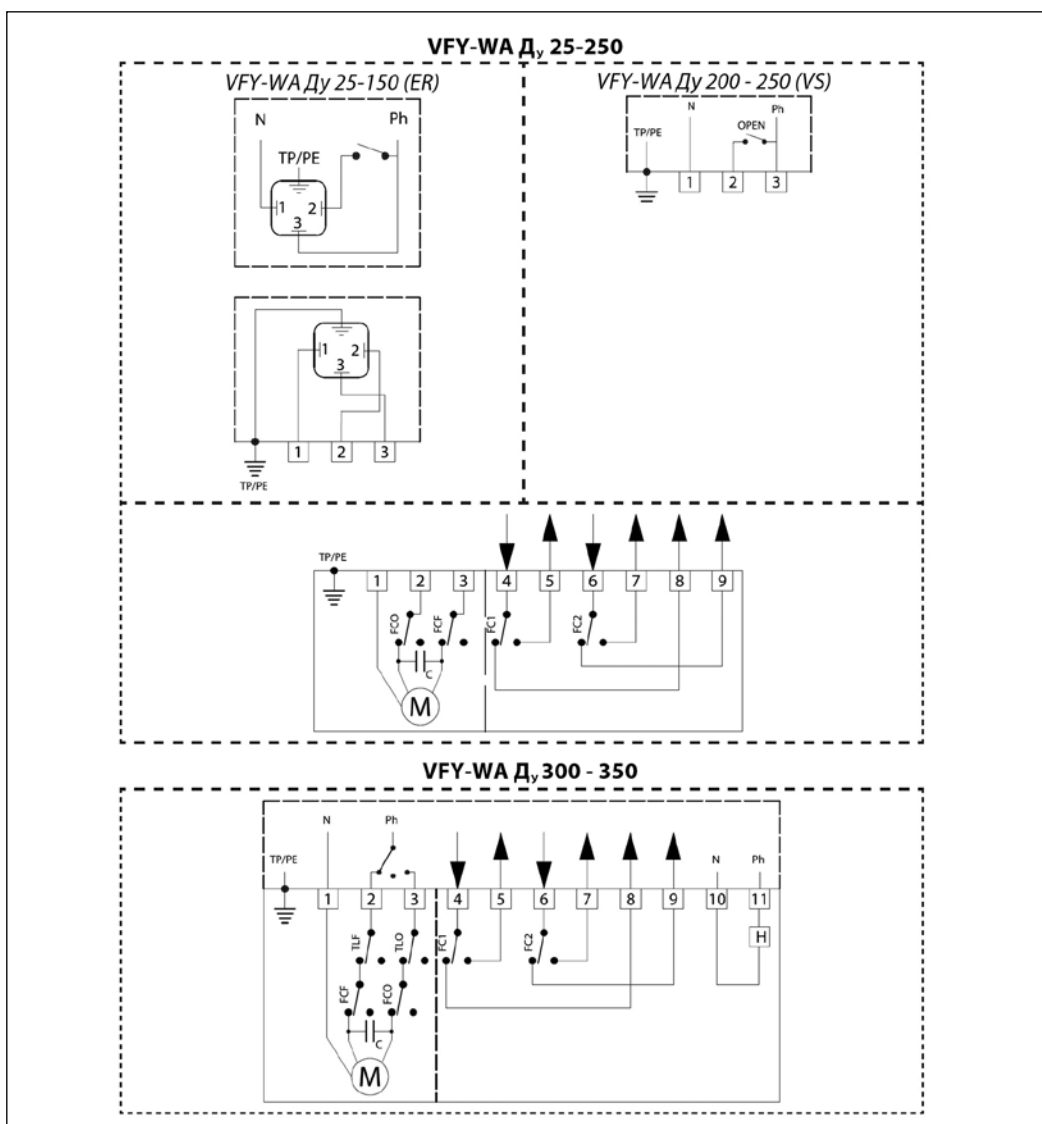 VFY-WA Ду 25-250
VFY-WA Ду 25-150 (ER)
VFY-WA Ду 200 - 250 (VS)
N Ph
TP/PE
1 2
3
N Ph
TP/PE OPEN
1 2 3
1 2
3
1 2 3
TP/PE
TP/PE
1 2 3 4 5 6 7 8 9
FCO FCF FC1 FC2
C
M
VFY-WA Ду 300 - 350
N Ph N Ph
TP/PE
1 2 3 4 5 6 7 8 9 10 11
TLF TLO FC1 FC2 H
FCF FCO
C
M